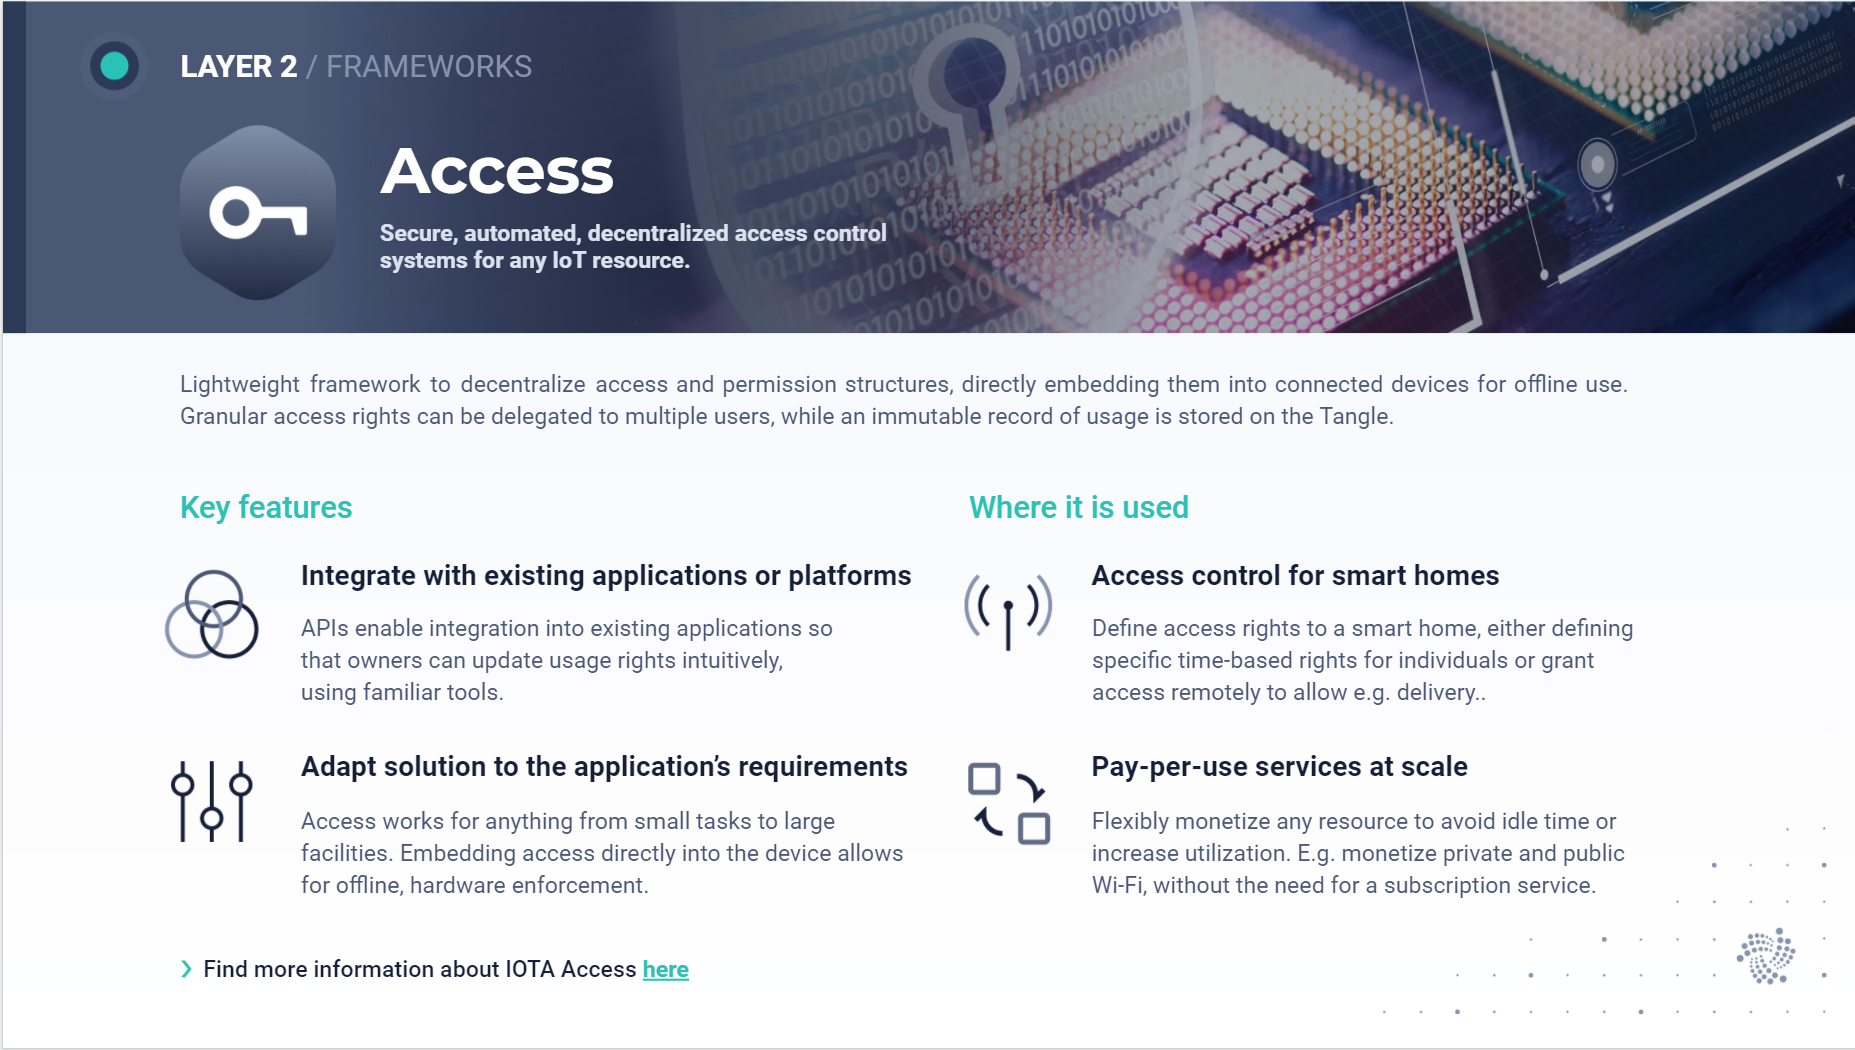 LAYER 2 / FRAMEWORKS
Access
Secure, automated, decentralized access control
systems for any IoT resource.
Lightweight framework to decentralize access and permission structures, directly embedding them into connected devices for offline use.
Granular access rights can be delegated to multiple users, while an immutable record of usage is stored on the Tangle.
Key features
Integrate with existing applications or platforms
APIs enable integration into existing applications so
that owners can update usage rights intuitively,
using familiar tools.
Adapt solution to the application’s requirements
Access works for anything from small tasks to large
facilities. Embedding access directly into the device allows
for offline, hardware enforcement.
Where it is used
Access control for smart homes
Define access rights to a smart home, either defining
specific time-based rights for individuals or grant
access remotely to allow e.g. delivery..
Pay-per-use services at scale
Flexibly monetize any resource to avoid idle time or
increase utilization. E.g. monetize private and public
Wi-Fi, without the need for a subscription service.
Find more information about IOTA Access here